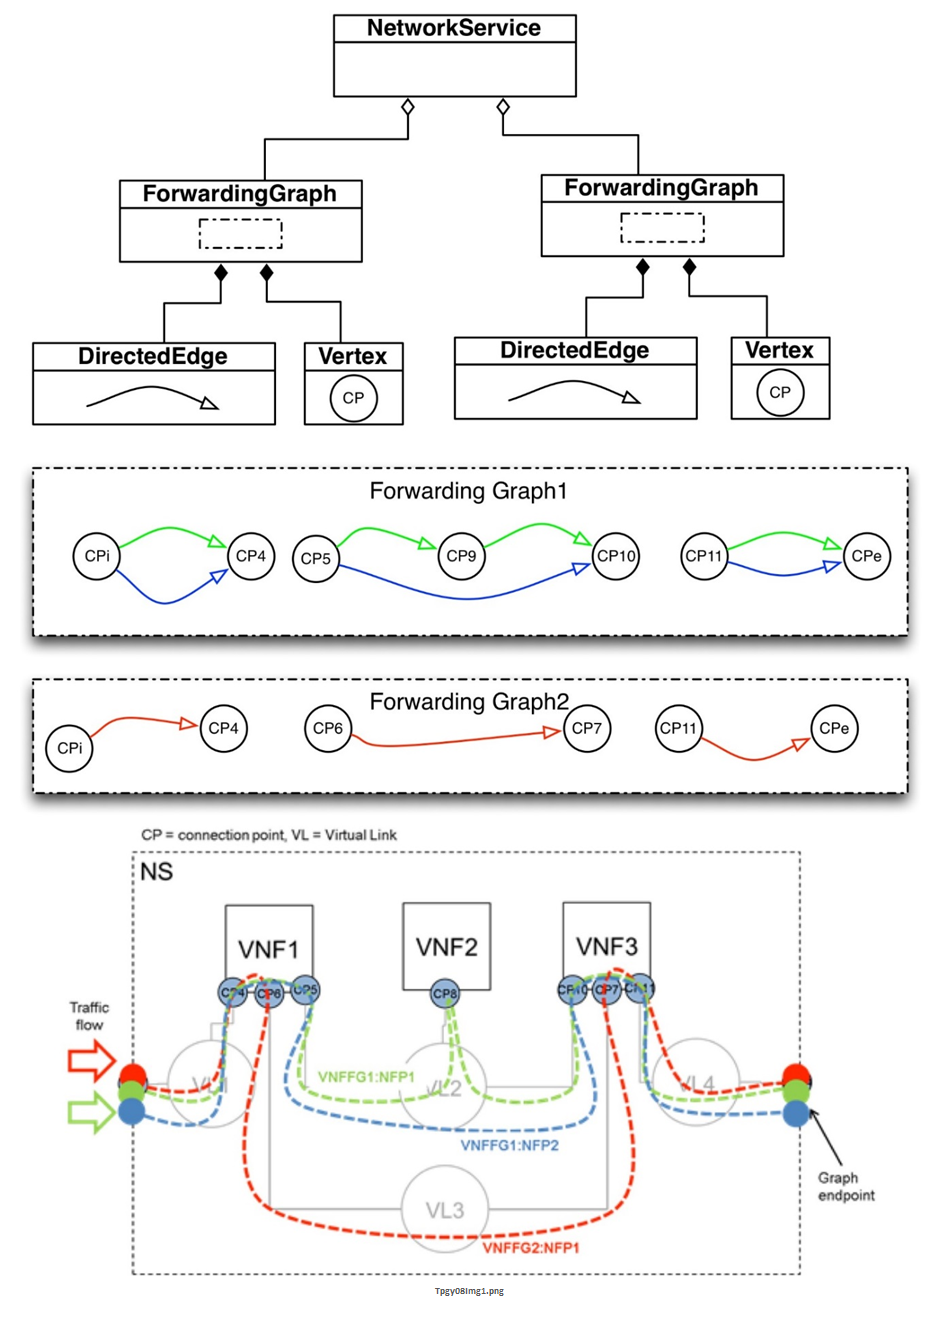 NetworkService
ForwardingGraph
ForwardingGraph
DirectedEdge
Vertex
CP
DirectedEdge
Vertex
CP
Forwarding Graph1
CPi
CP4
CP5
CP9
CP10
CP11
CPe
Forwarding Graph2
CPi
CP4
CP6
CP7
CP11
CPe
CP = connection point, VL = Virtual Link
NS
VNF1
VNF2
VNF3
CP4
CP6
CP5
CP8
CP10
CP7
CP11
Traffic
flow
VNFFG1:NFP1
VL2
VL4
VNFFG1:NFP2
Graph
endpoint
VL3
VNFFG2:NFP1
Tpgy08Img1.png